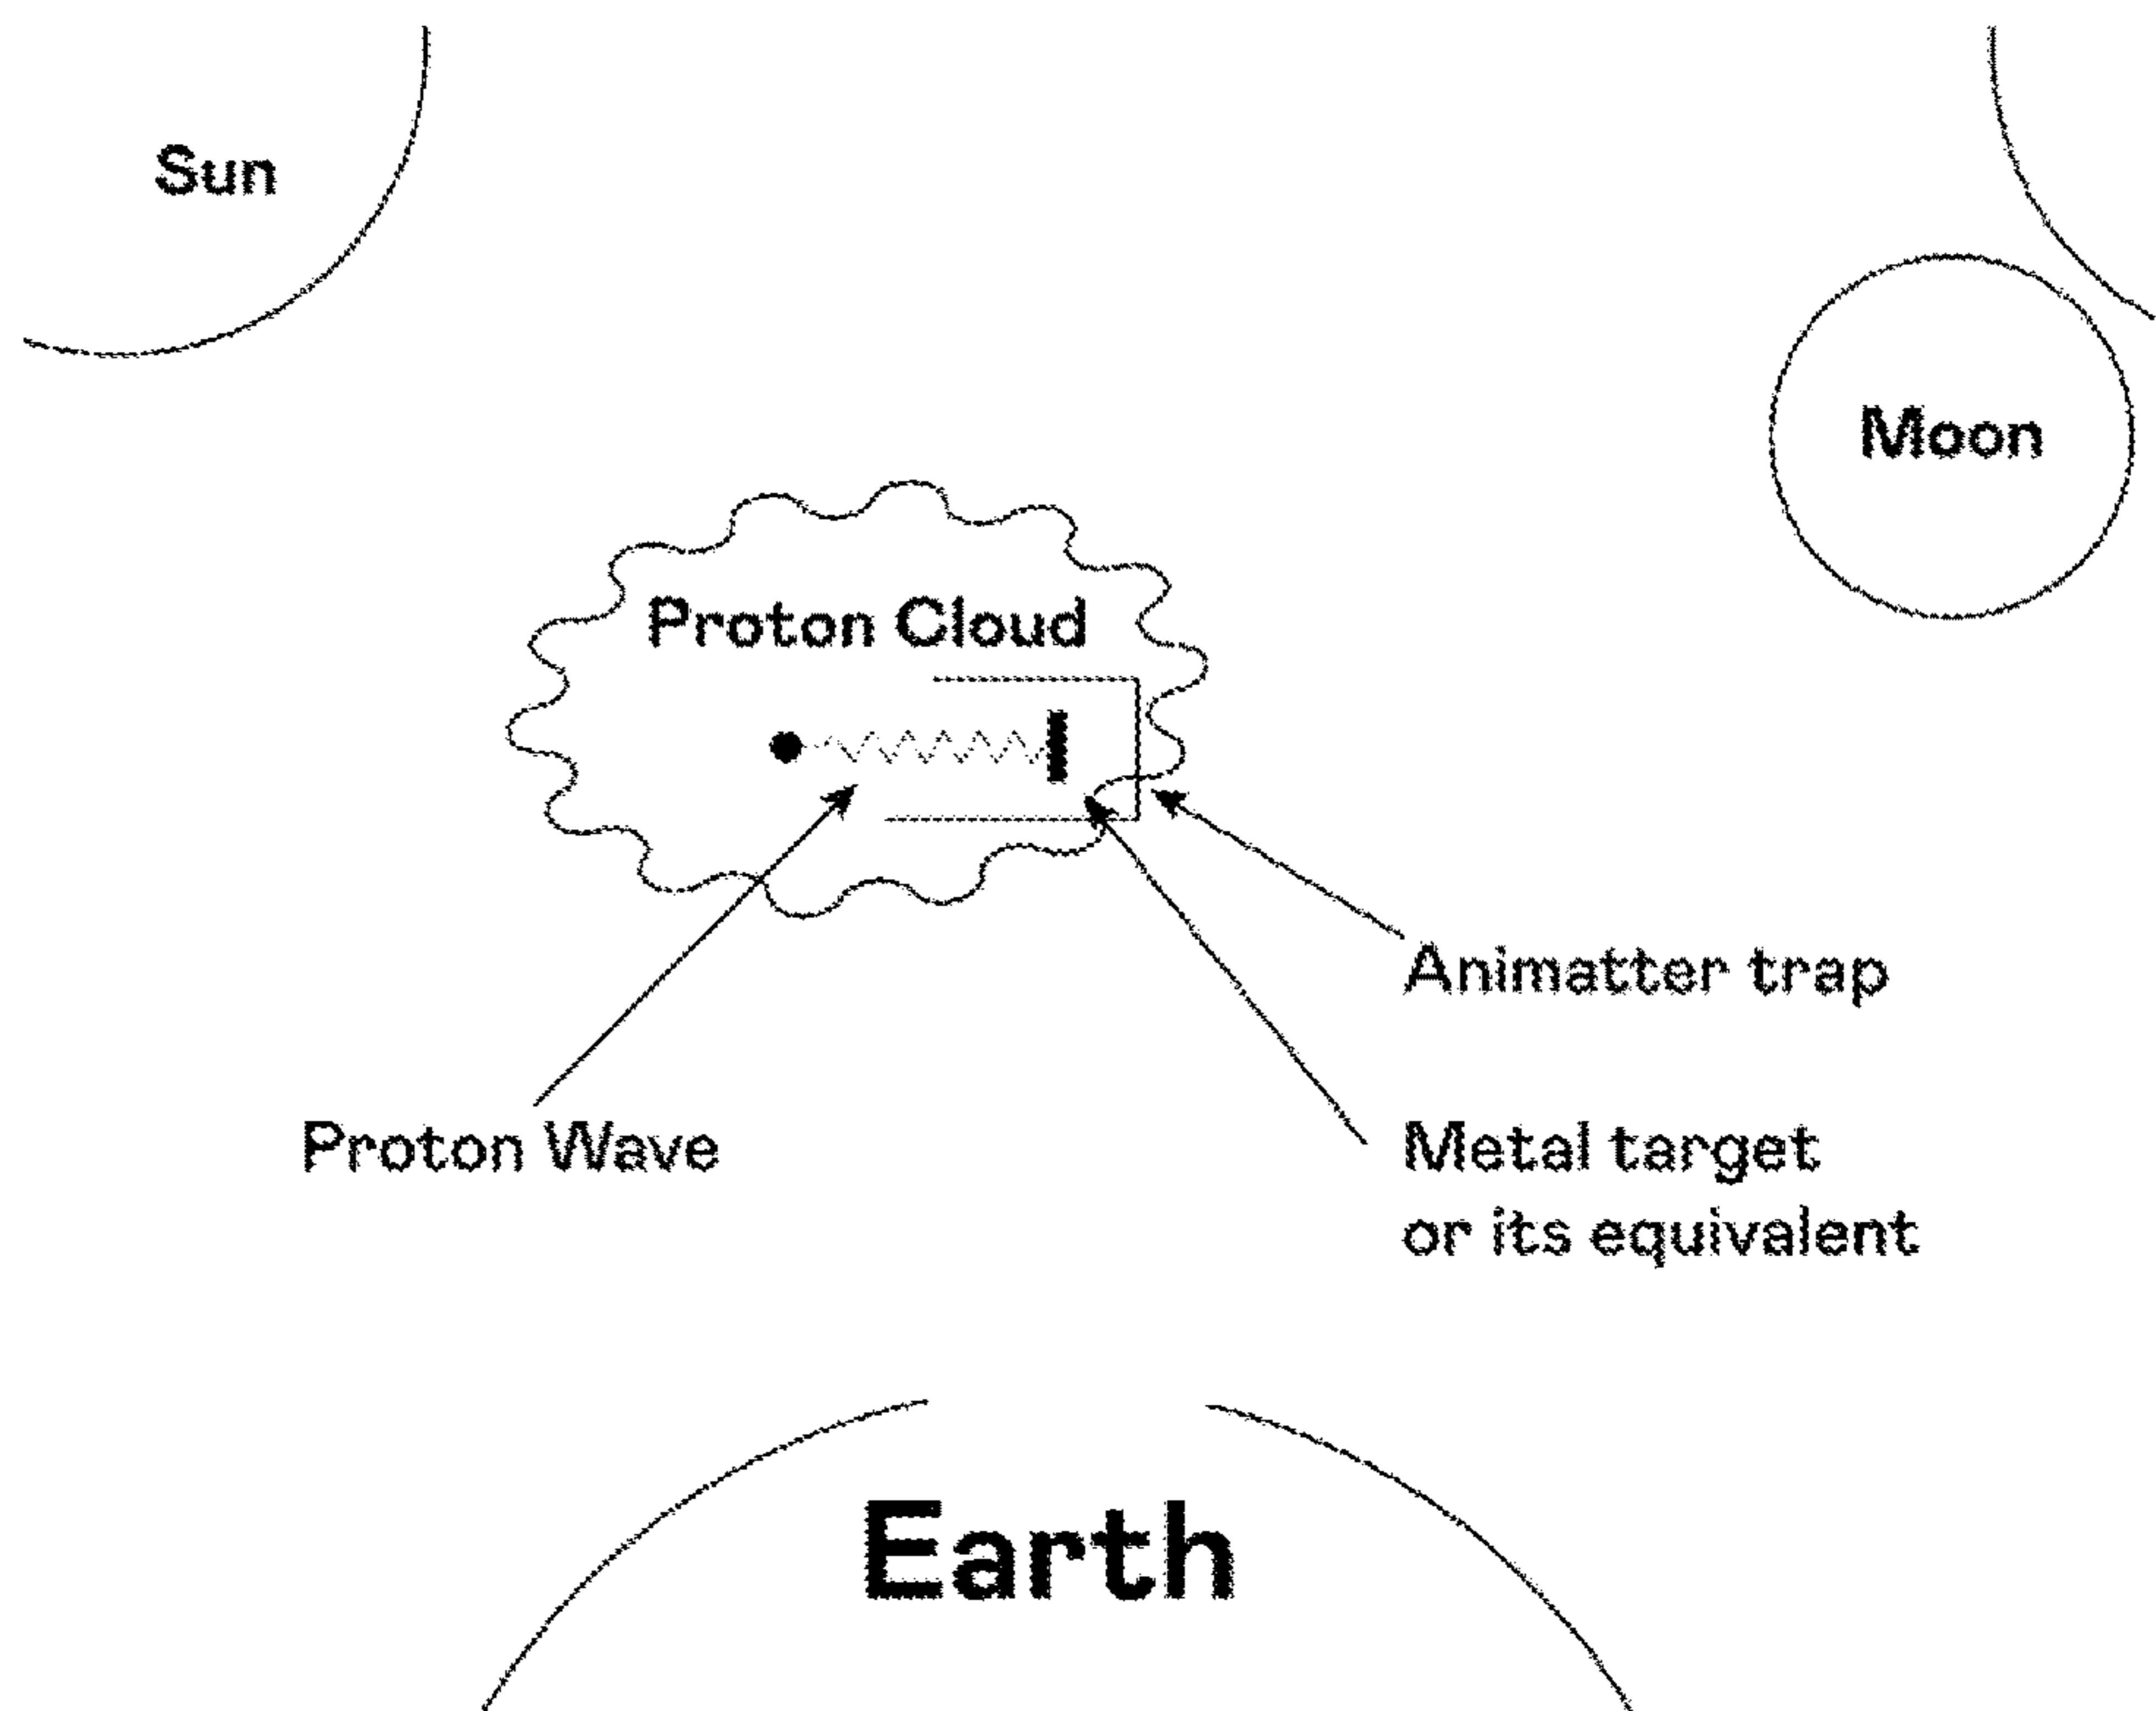 Sun
Moon
Proton Cloud
Animatter trap
Proton Wave
Metal target
or its equivalent
Earth